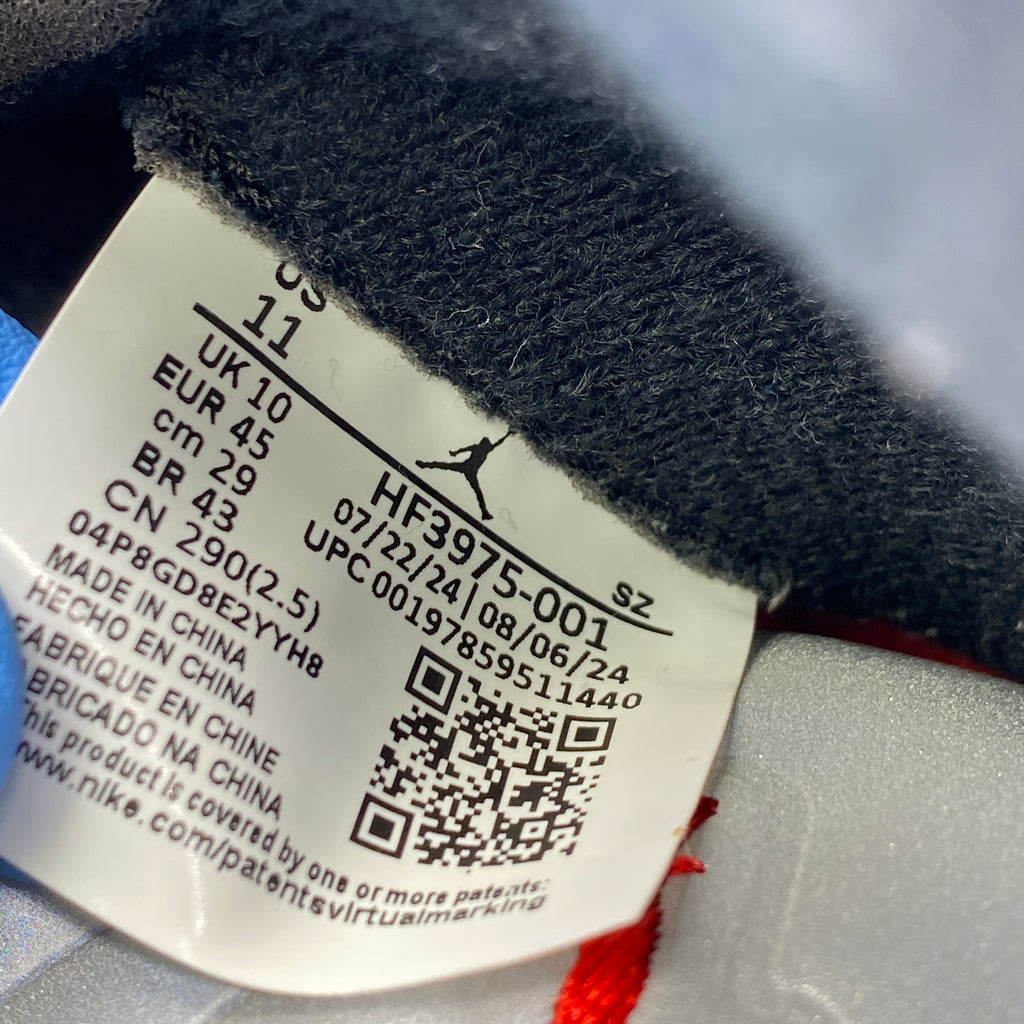 US
11
UK 10
EUR 45
cm 29
BR 43
CN 290(2.5)
04P8GD8E2YYH8
MADE IN CHINA
HECHO EN CHINA
FABRIQUE EN CHINE
FABRICADO NA CHINA
This product is covered by one or more patents:
www.nike.com/patentsvirtualmarking
SZ
HF3975-001
07/22/24|08/06/24
UPC 00197859511440